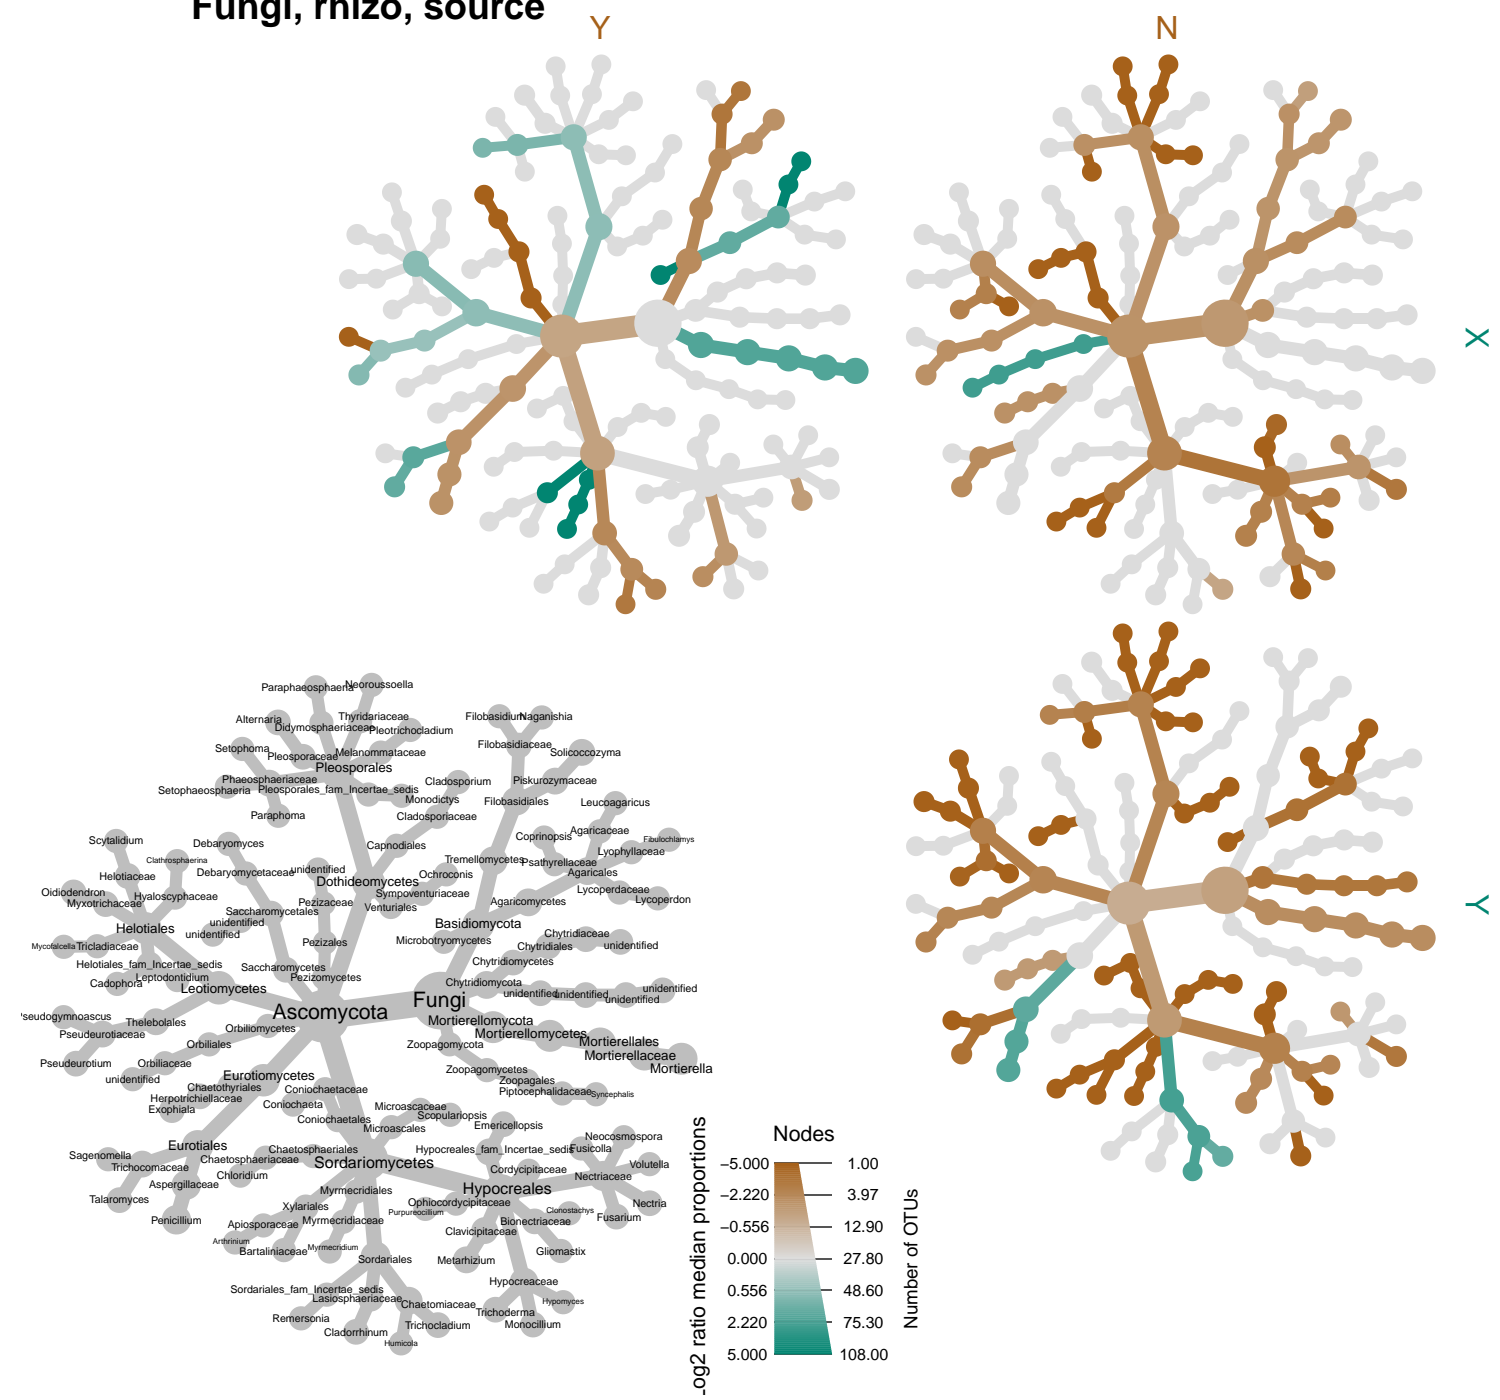 Fungi, rhizo, source
Y
N
X
Y
Paraphaeosphaeria
Neoroussoella
Alternaria
Thyridariaceae
Didymosphaeriaceae
Pleotrichocladium
Setophoma
Pleosporaceae
Melanommataceae
Pleosporales
Phaeosphaeriaceae
Setophaeosphaeria
Pleosporales_fam_Incertae_sedis
Paraphoma
Cladosporium
Monodictys
Cladosporiaceae
Capnodiales
Filobasidium
Naganishia
Filobasidiaceae
Solicoccozyma
Piskurozymaceae
Filobasidiales
Leucoagaricus
Coprinopsis
Agaricaceae
Fibulochlamys
Lyophyllaceae
Tremellomycetes
Psathyrellaceae
Agaricales
Ochroconis
Lycoperdaceae
Lycoperdon
Agaricomycetes
Scytalidium
Debaryomyces
Clathrosphaerina
Debaryomycetaceae
unidentified
Helotiaceae
Dothideomycetes
Oidiodendron
Hyaloscyphaceae
Sympoventuriaceae
Myxotrichaceae
Pezizaceae
Venturiales
Saccharomycetales
unidentified
Basidiomycota
Helotiales
unidentified
Microbotryomycetes
Chytridiaceae
Mycofalcella
Tricladiaceae
Pezizales
Chytridiales
unidentified
Chytridiomycetes
Helotiales_fam_Incertae_sedis
Saccharomycetes
Leptodontidium
Pezizomycetes
Cadophora
Leotiomycetes
Chytridiomycota
unidentified
unidentified
unidentified
unidentified
Fungi
Ascomycota
Thelebolales
Orbiliomycetes
Mortierellomycota
Mortierellomycetes
Pseudeurotiaceae
Orbiliales
Zoopagomycota
Mortierellales
Mortierellaceae
Mortierella
Pseudeurotium
Orbiliaceae
unidentified
Eurotiomycetes
Zoopagomycetes
Chaetothyriales
Coniochaetaceae
Zoopagales
Herpotrichiellaceae
Piptocephalidaceae
Syncephalis
Exophiala
Coniochaeta
Microascaceae
Coniochaetales
Scopulariopsis
Microascales
Emericellopsis
Eurotiales
Neocosmospora
Sagenomella
Chaetosphaeriales
Hypocreales_fam_Incertae_sedis
Fusicolla
Trichocomaceae
Chaetosphaeriaceae
Sordariomycetes
Volutella
Aspergillaceae
Chloridium
Cordycipitaceae
Nectriaceae
Talaromyces
Myrmecridiales
Hypocreales
Ophiocordycipitaceae
Nectria
Xylariales
Purpureocillium
Clonostachys
Fusarium
Penicillium
Apiosporaceae
Myrmecridiaceae
Bionectriaceae
Clavicipitaceae
Arthrinium
Bartaliniaceae
Myrmecridium
Gliomastix
Sordariales
Metarhizium
Hypocreaceae
Sordariales_fam_Incertae_sedis
Lasiosphaeriaceae
Hypomyces
Chaetomiaceae
Trichoderma
Remersonia
Trichocladium
Monocillium
Cladorrhinum
Humicola
Nodes
−5.000 1.00
−2.220 3.97
−0.556 12.90
0.000 27.80
0.556 48.60
2.220 75.30
5.000 108.00
ratio median proportions
Number of OTUs